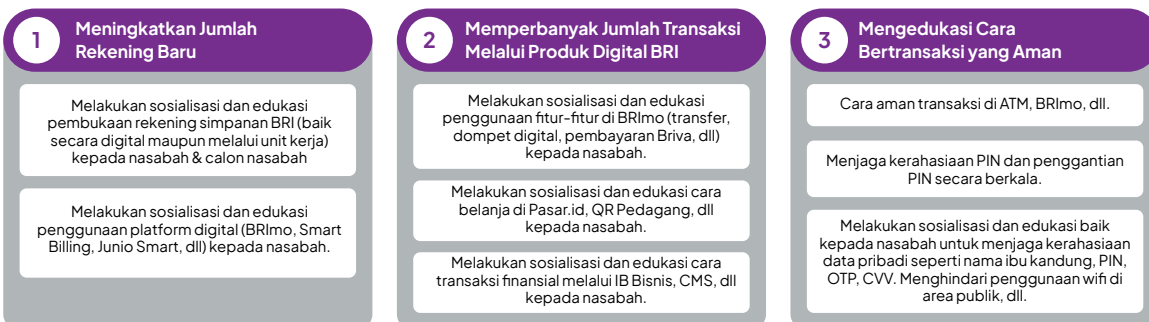 1
Meningkatkan Jumlah
Rekening Baru
Melakukan sosialisasi dan edukasi
pembukaan rekening simpanan BRI (baik
secara digital maupun melalui unit kerja)
kepada nasabah & calon nasabah
Melakukan sosialisasi dan edukasi
penggunaan platform digital (BRImo, Smart
Billing, Junio Smart, dll) kepada nasabah.
2
Memperbanyak Jumlah Transaksi
Melalui Produk Digital BRI
Melakukan sosialisasi dan edukasi
penggunaan fitur-fitur di BRImo (transfer,
dompet digital, pembayaran Briva, dll)
kepada nasabah.
Melakukan sosialisasi dan edukasi cara
belanja di Pasar.id, QR Pedagang, dll
kepada nasabah.
Melakukan sosialisasi dan edukasi cara
transaksi finansial melalui IB Bisnis, CMS, dll
kepada nasabah.
3
Mengedukasi Cara
Bertransaksi yang Aman
Cara aman transaksi di ATM, BRImo, dll.
Menjaga kerahasiaan PIN dan penggantian
PIN secara berkala.
Melakukan sosialisasi dan edukasi baik
kepada nasabah untuk menjaga kerahasiaan
data pribadi seperti nama ibu kandung, PIN,
OTP, CVV. Menghindari penggunaan wifi di
area publik, dll.